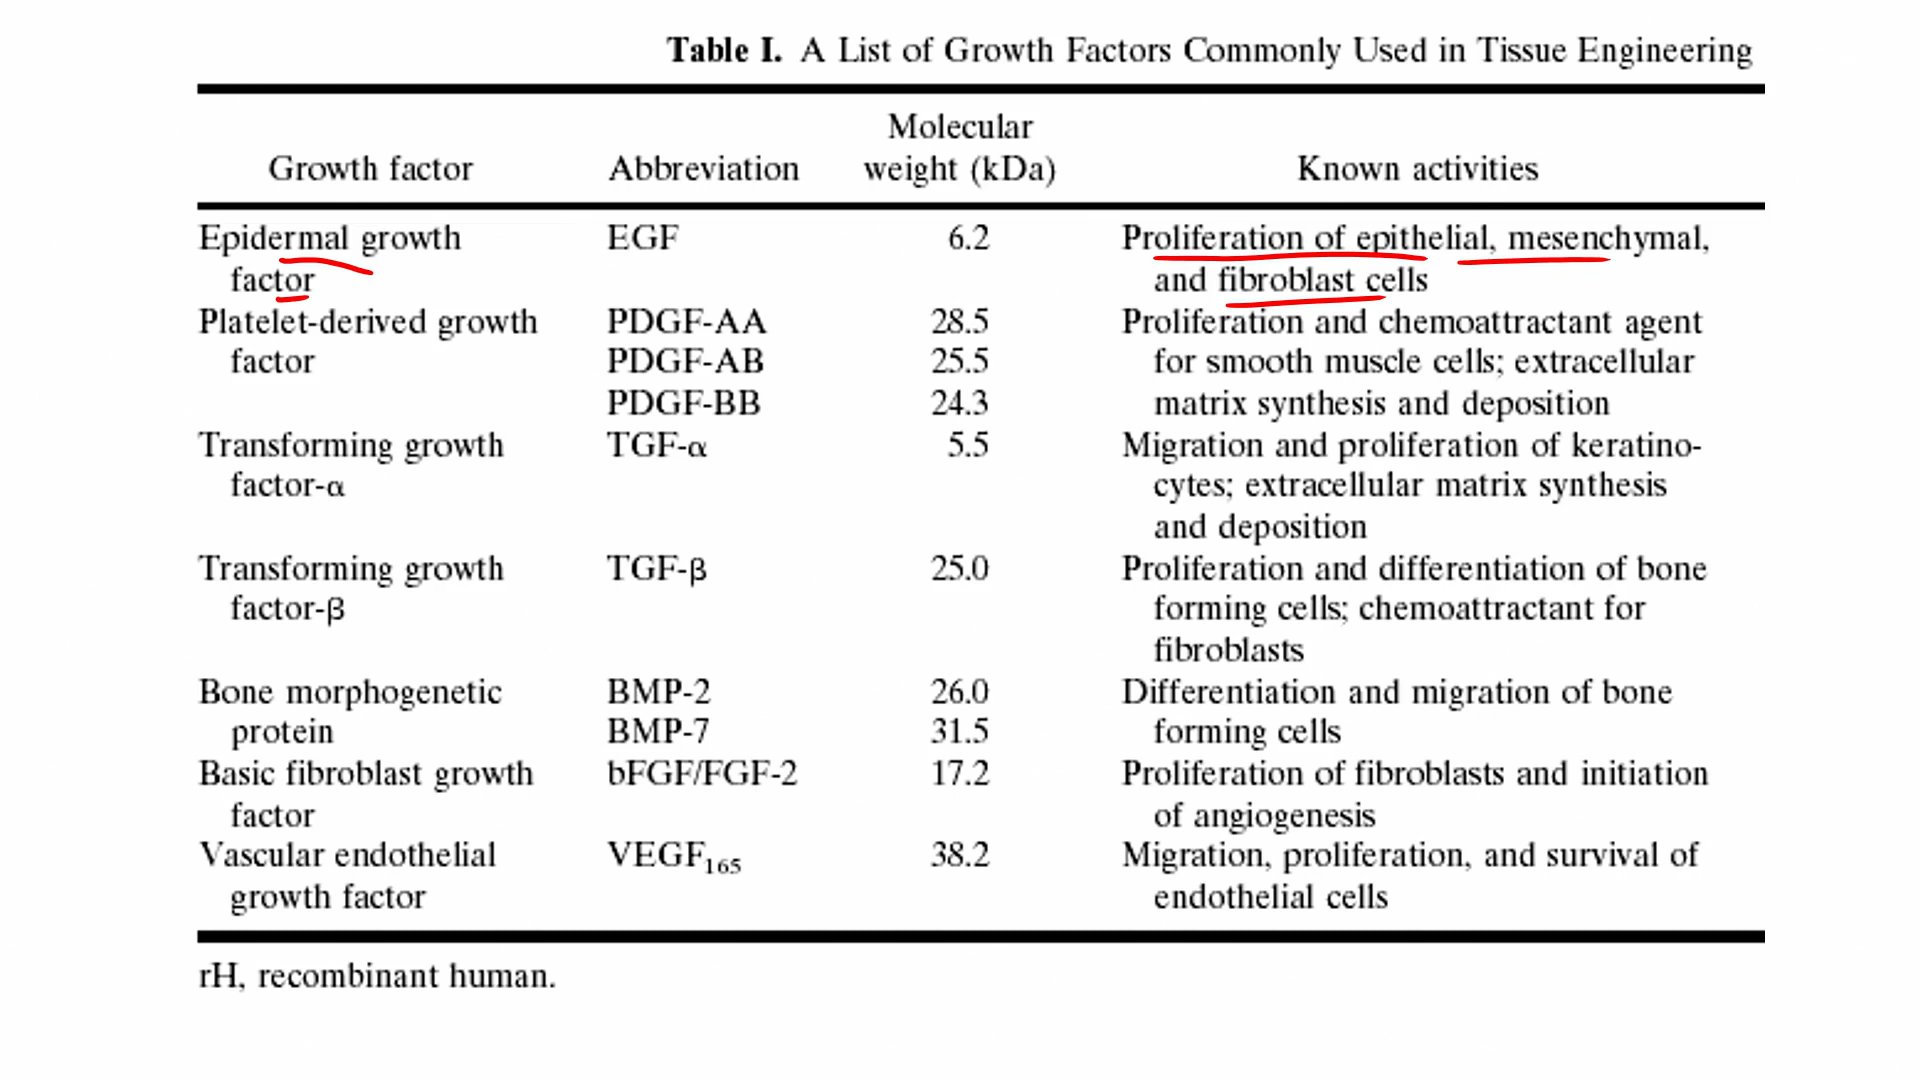 Table I. A List of Growth Factors Commonly Used in Tissue Engineering
Molecular
Growth factor Abbreviation weight (kDa) Known activities
Epidermal growth EGF 6.2 Proliferation of epithelial, mesenchymal,
factor and fibroblast cells
Platelet-derived growth PDGF-AA 28.5 Proliferation and chemoattractant agent
factor PDGF-AB 25.5 for smooth muscle cells; extracellular
PDGF-BB 24.3 matrix synthesis and deposition
Transforming growth TGF-α 5.5 Migration and proliferation of keratino-
factor-α cytes; extracellular matrix synthesis
and deposition
Transforming growth TGF-β 25.0 Proliferation and differentiation of bone
factor-β forming cells; chemoattractant for
fibroblasts
Bone morphogenetic BMP-2 26.0 Differentiation and migration of bone
protein BMP-7 31.5 forming cells
Basic fibroblast growth bFGF/FGF-2 17.2 Proliferation of fibroblasts and initiation
factor of angiogenesis
Vascular endothelial VEGF₁₆₅ 38.2 Migration, proliferation, and survival of
growth factor endothelial cells
rH, recombinant human.